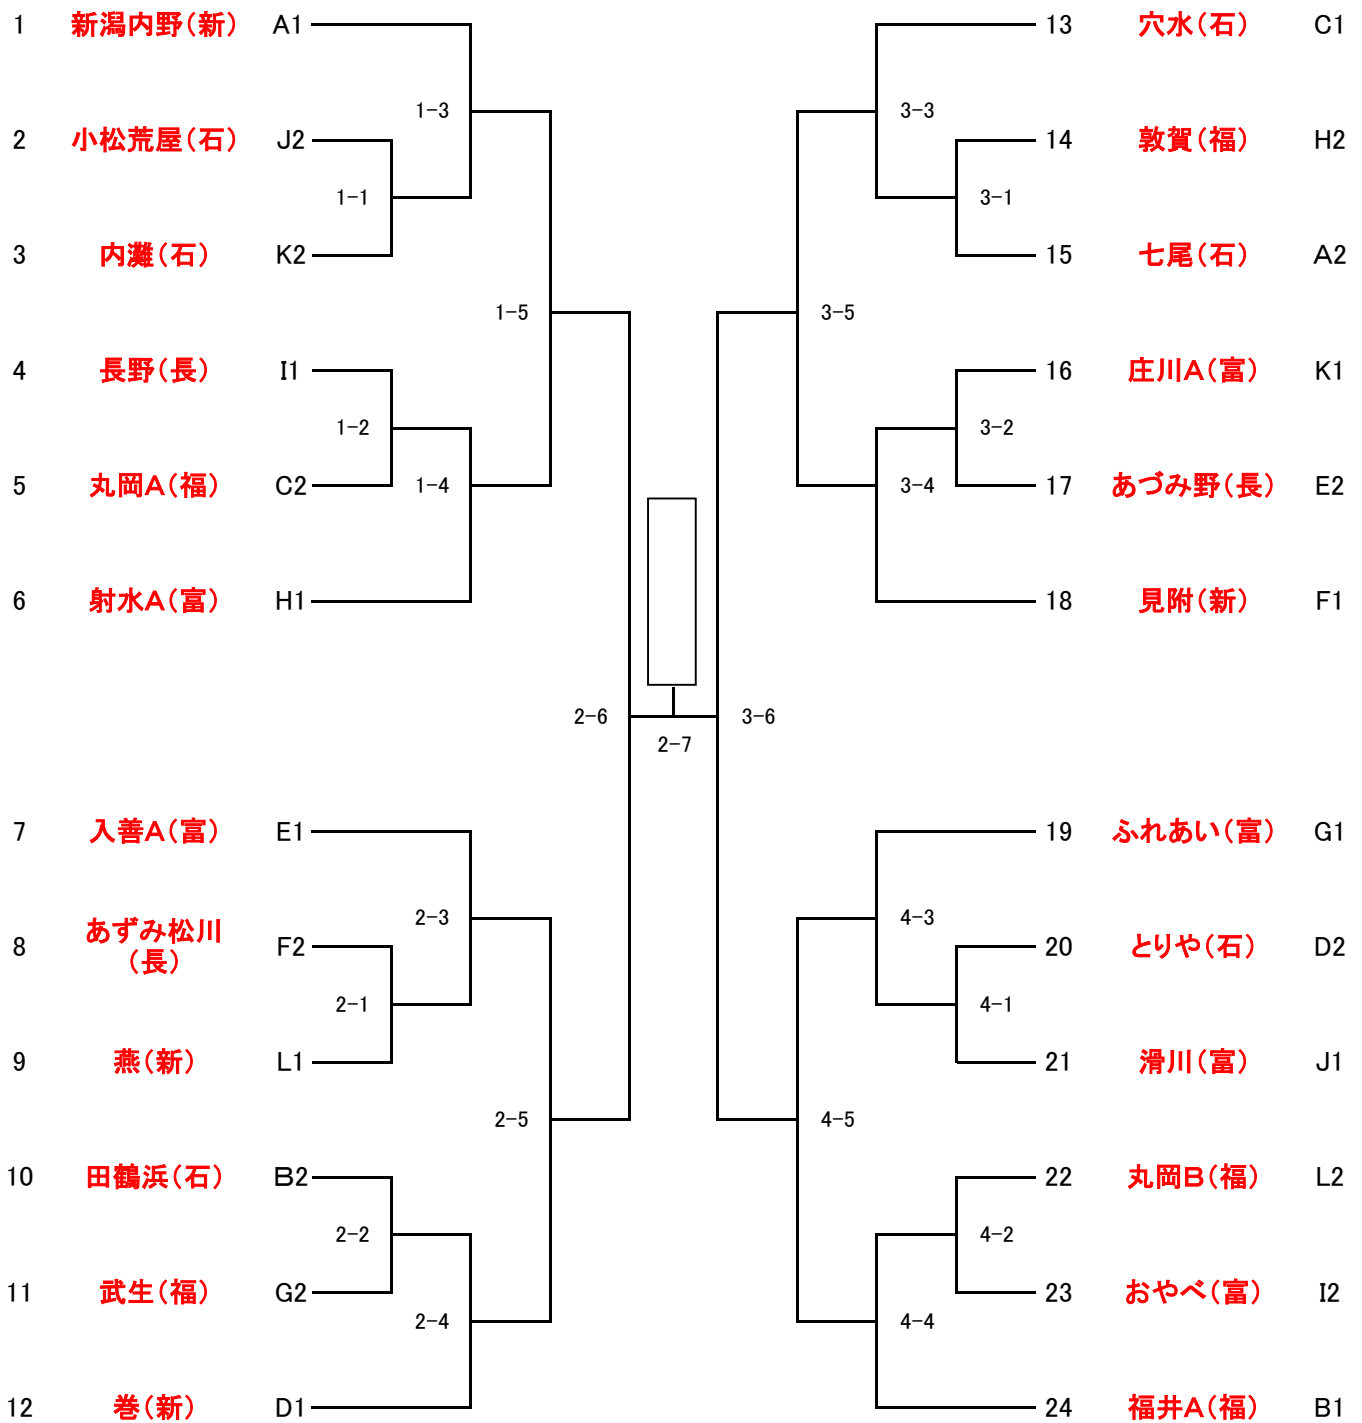 1 新潟内野(新) A1
1-3
2 小松荒屋(石) J2
1-1
3 内灘(石) K2
1-5
4 長野(長) I1
1-2
5 丸岡A(福) C2
1-4
6 射水A(富) H1
2-6
7 入善A(富) E1
2-3
8 あずみ松川
(長) F2
2-1
9 燕(新) L1
2-5
10 田鶴浜(石) B2
2-2
11 武生(福) G2
2-4
12 巻(新) D1
2-7
13 穴水(石) C1
3-3
14 敦賀(福) H2
3-1
15 七尾(石) A2
3-5
16 庄川A(富) K1
3-2
17 あづみ野(長) E2
3-4
18 見附(新) F1
3-6
19 ふれあい(富) G1
4-3
20 とりや(石) D2
4-1
21 滑川(富) J1
4-5
22 丸岡B(福) L2
4-2
23 おやべ(富) I2
4-4
24 福井A(福) B1